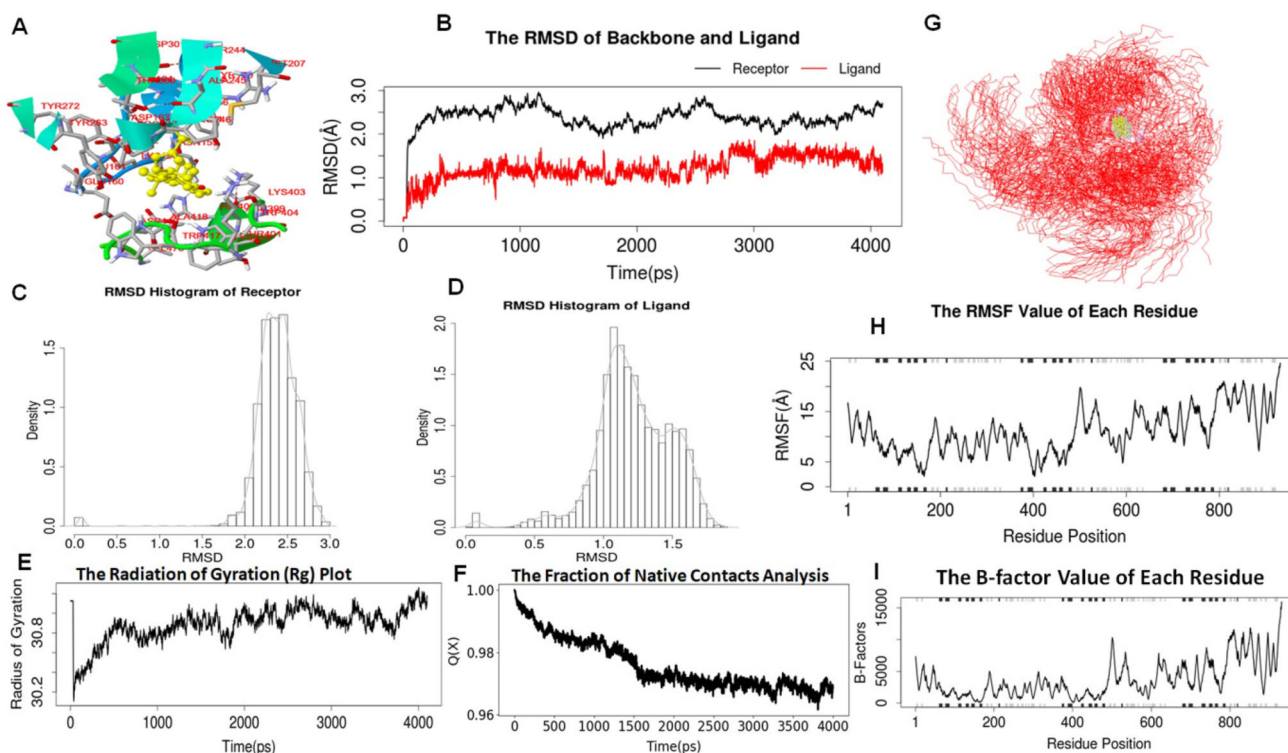 A
TYR272
TYR263
LYS403
ALA418
B
The RMSD of Backbone and Ligand
Receptor
Ligand
RMSD(Å)
3.0
2.0
1.0
0.0
0
1000
2000
3000
4000
Time(ps)
G
C
RMSD Histogram of Receptor
Density
1.5
1.0
0.5
0.0
0.0
0.5
1.0
1.5
2.0
2.5
3.0
RMSD
D
RMSD Histogram of Ligand
Density
2.0
1.5
1.0
0.5
0.0
0.0
0.5
1.0
1.5
RMSD
H
The RMSF Value of Each Residue
RMSF(Å)
25
15
5
0
1
200
400
600
800
Residue Position
E
The Radiation of Gyration (Rg) Plot
Radius of Gyration
30.8
30.2
0
1000
2000
3000
4000
Time(ps)
F
The Fraction of Native Contacts Analysis
Q(X)
1.00
0.98
0.96
0
500
1000
1500
2000
2500
3000
3500
4000
Time(ps)
I
The B-factor Value of Each Residue
B-Factors
15000
5000
0
1
200
400
600
800
Residue Position